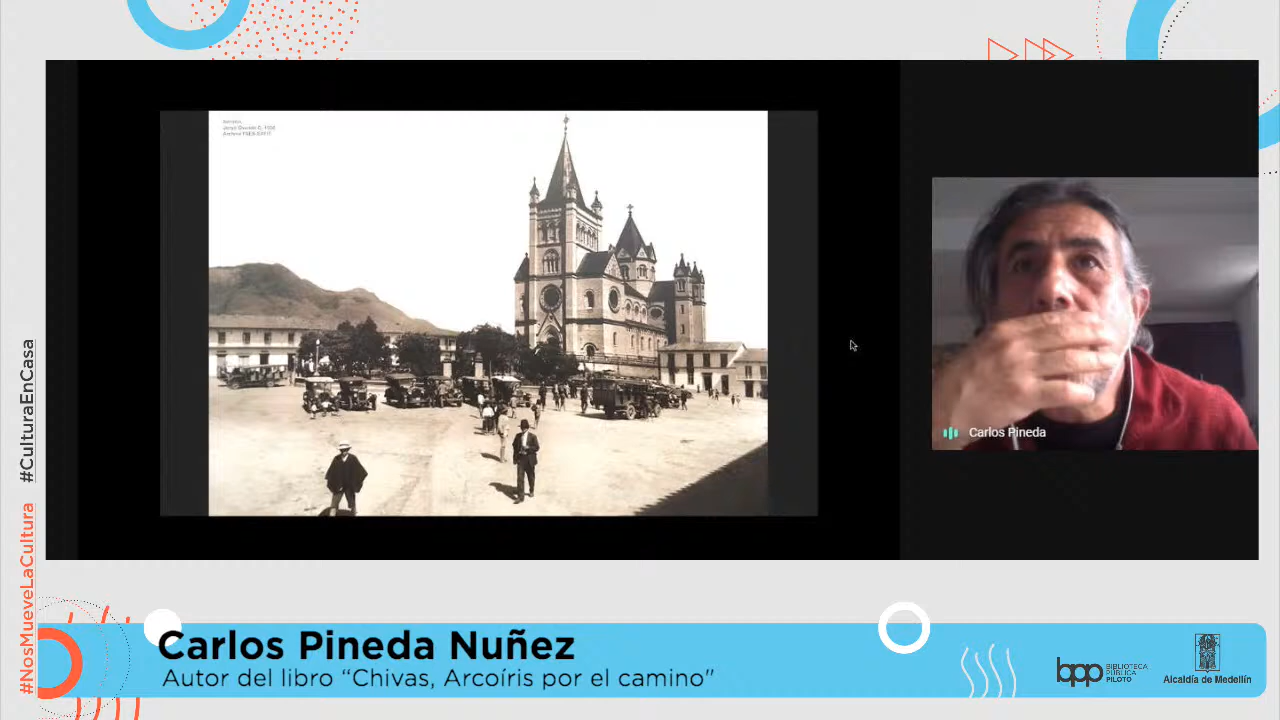 #NosMueveLaCultura #CulturaEnCasa
Carlos Pineda
Carlos Pineda Nuñez
Autor del libro “Chivas, Arcoíris por el camino”
bpp BIBLIOTECA
PÚBLICA
PILOTO
Alcaldía de Medellín